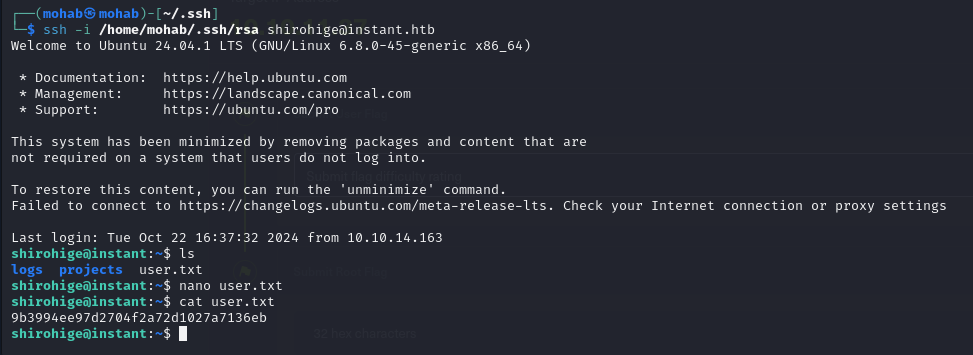 ┌──(mohab㉿mohab)-[~/.ssh]
└─$ ssh -i /home/mohab/.ssh/rsa shirohige@instant.htb
Welcome to Ubuntu 24.04.1 LTS (GNU/Linux 6.8.0-45-generic x86_64)

 * Documentation:  https://help.ubuntu.com
 * Management:     https://landscape.canonical.com
 * Support:        https://ubuntu.com/pro

This system has been minimized by removing packages and content that are
not required on a system that users do not log into.

To restore this content, you can run the 'unminimize' command.
Failed to connect to https://changelogs.ubuntu.com/meta-release-lts. Check your Internet connection or proxy settings

Last login: Tue Oct 22 16:37:32 2024 from 10.10.14.163
shirohige@instant:~$ ls
logs  projects  user.txt
shirohige@instant:~$ nano user.txt
shirohige@instant:~$ cat user.txt
9b3994ee97d2704f2a72d1027a7136eb
shirohige@instant:~$
32 hex characters